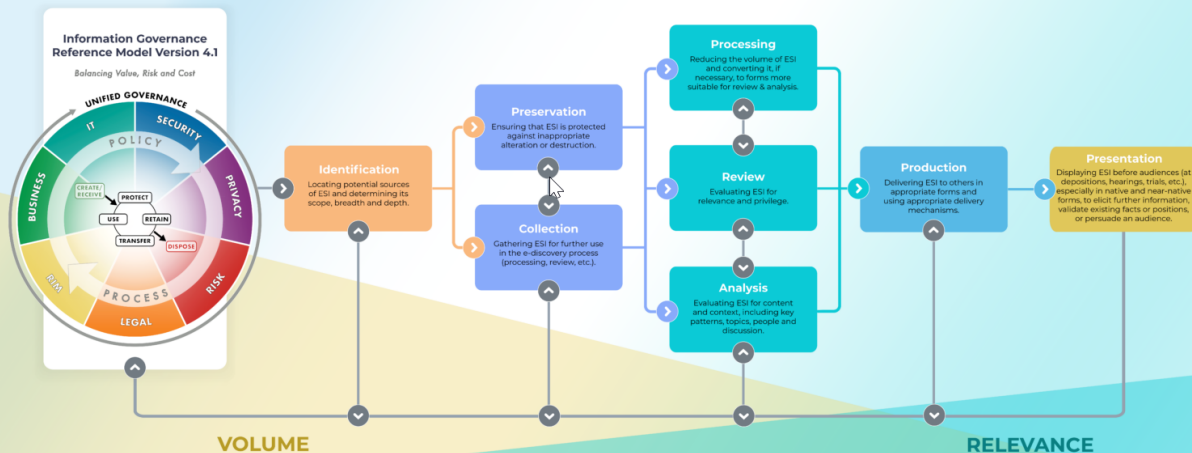 Information Governance
Reference Model Version 4.1
Balancing Value, Risk and Cost
UNIFIED GOVERNANCE
IT
SECURITY
POLICY
BUSINESS
PRIVACY
CREATE/
RECEIVE
PROTECT
USE
RETAIN
TRANSFER
DISPOSE
RIM
RISK
PROCESS
LEGAL
Identification
Locating potential sources
of ESI and determining its
scope, breadth and depth.
Preservation
Ensuring that ESI is protected
against inappropriate
alteration or destruction.
Collection
Gathering ESI for further use
in the e-discovery process
(processing, review, etc.).
Processing
Reducing the volume of ESI
and converting it, if
necessary, to forms more
suitable for review & analysis.
Review
Evaluating ESI for
relevance and privilege.
Analysis
Evaluating ESI for content
and context, including key
patterns, topics, people and
discussion.
Production
Delivering ESI to others in
appropriate forms and
using appropriate delivery
mechanisms.
Presentation
Displaying ESI before audiences (at
depositions, hearings, trials, etc.),
especially in native and near-native
forms, to elicit further information,
validate existing facts or positions,
or persuade an audience.
VOLUME
RELEVANCE